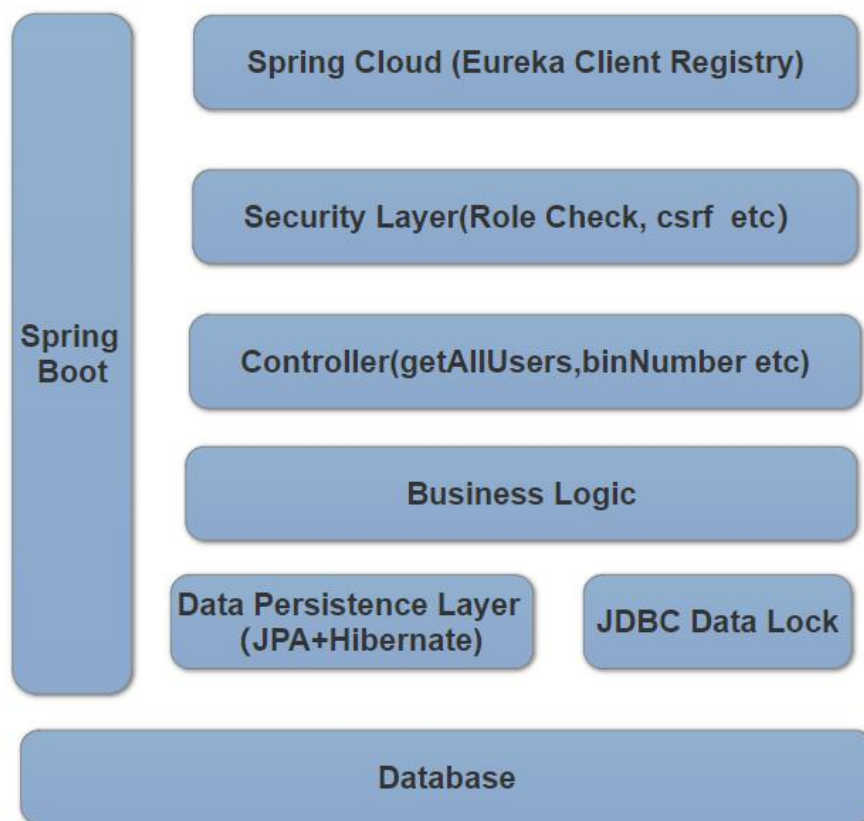 Spring Cloud (Eureka Client Registry)
Security Layer(Role Check, csrf etc)
Spring
Boot
Controller(getAllUsers,binNumber etc)
Business Logic
Data Persistence Layer
(JPA+Hibernate)
JDBC Data Lock
Database